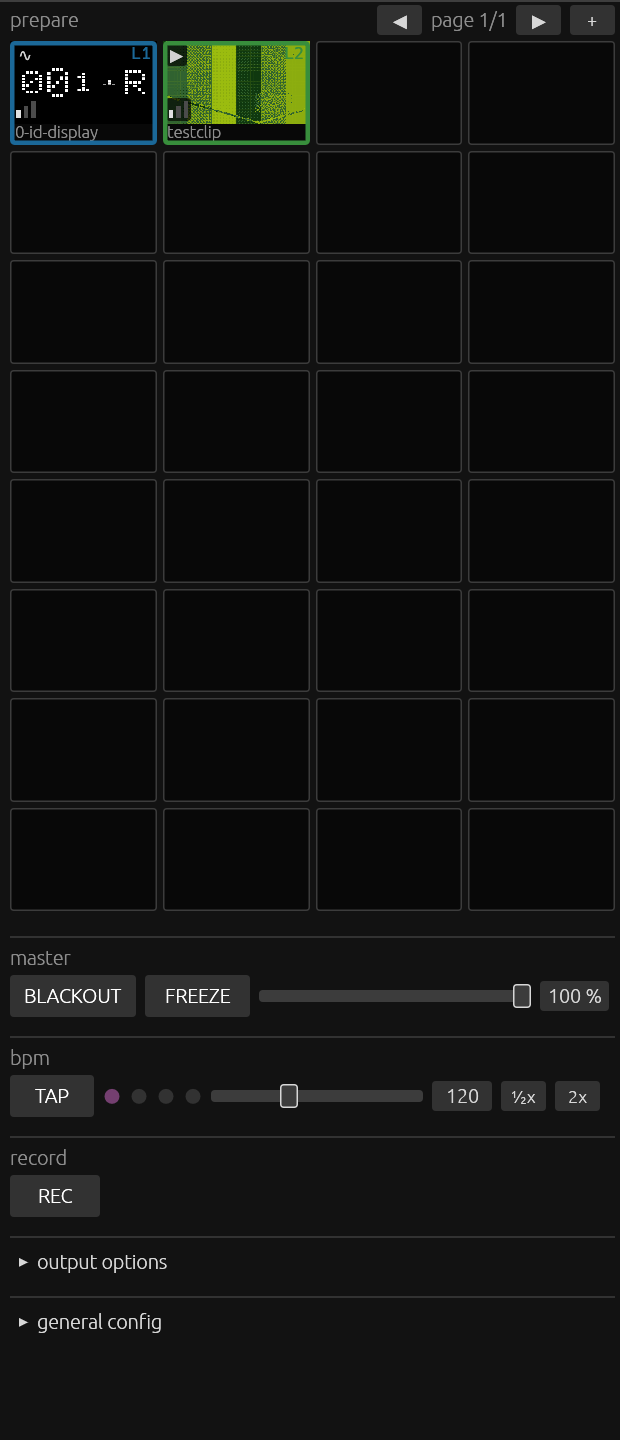 prepare ◀ page 1/1 ▶ +
L1 L2
001·R
0-id-display testclip
master
BLACKOUT FREEZE 100 %
bpm
TAP 120 ½x 2x
record
REC
▶ output options
▶ general config